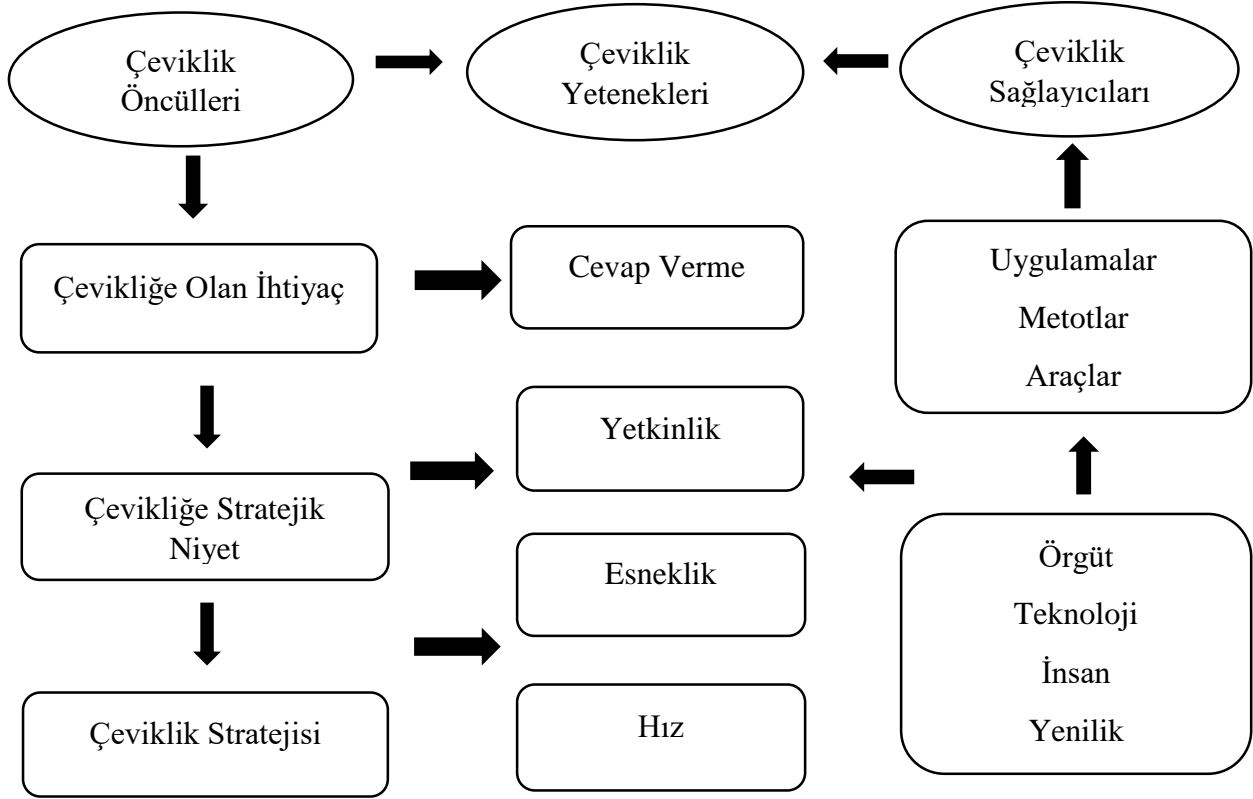 Çeviklik
Öncülleri
Çeviklik
Yetenekleri
Çeviklik
Sağlayıcıları
Çevikliğe Olan İhtiyaç
Cevap Verme
Uygulamalar
Metotlar
Araçlar
Çevikliğe Stratejik
Niyet
Yetkinlik
Esneklik
Örgüt
Teknoloji
İnsan
Yenilik
Çeviklik Stratejisi
Hız